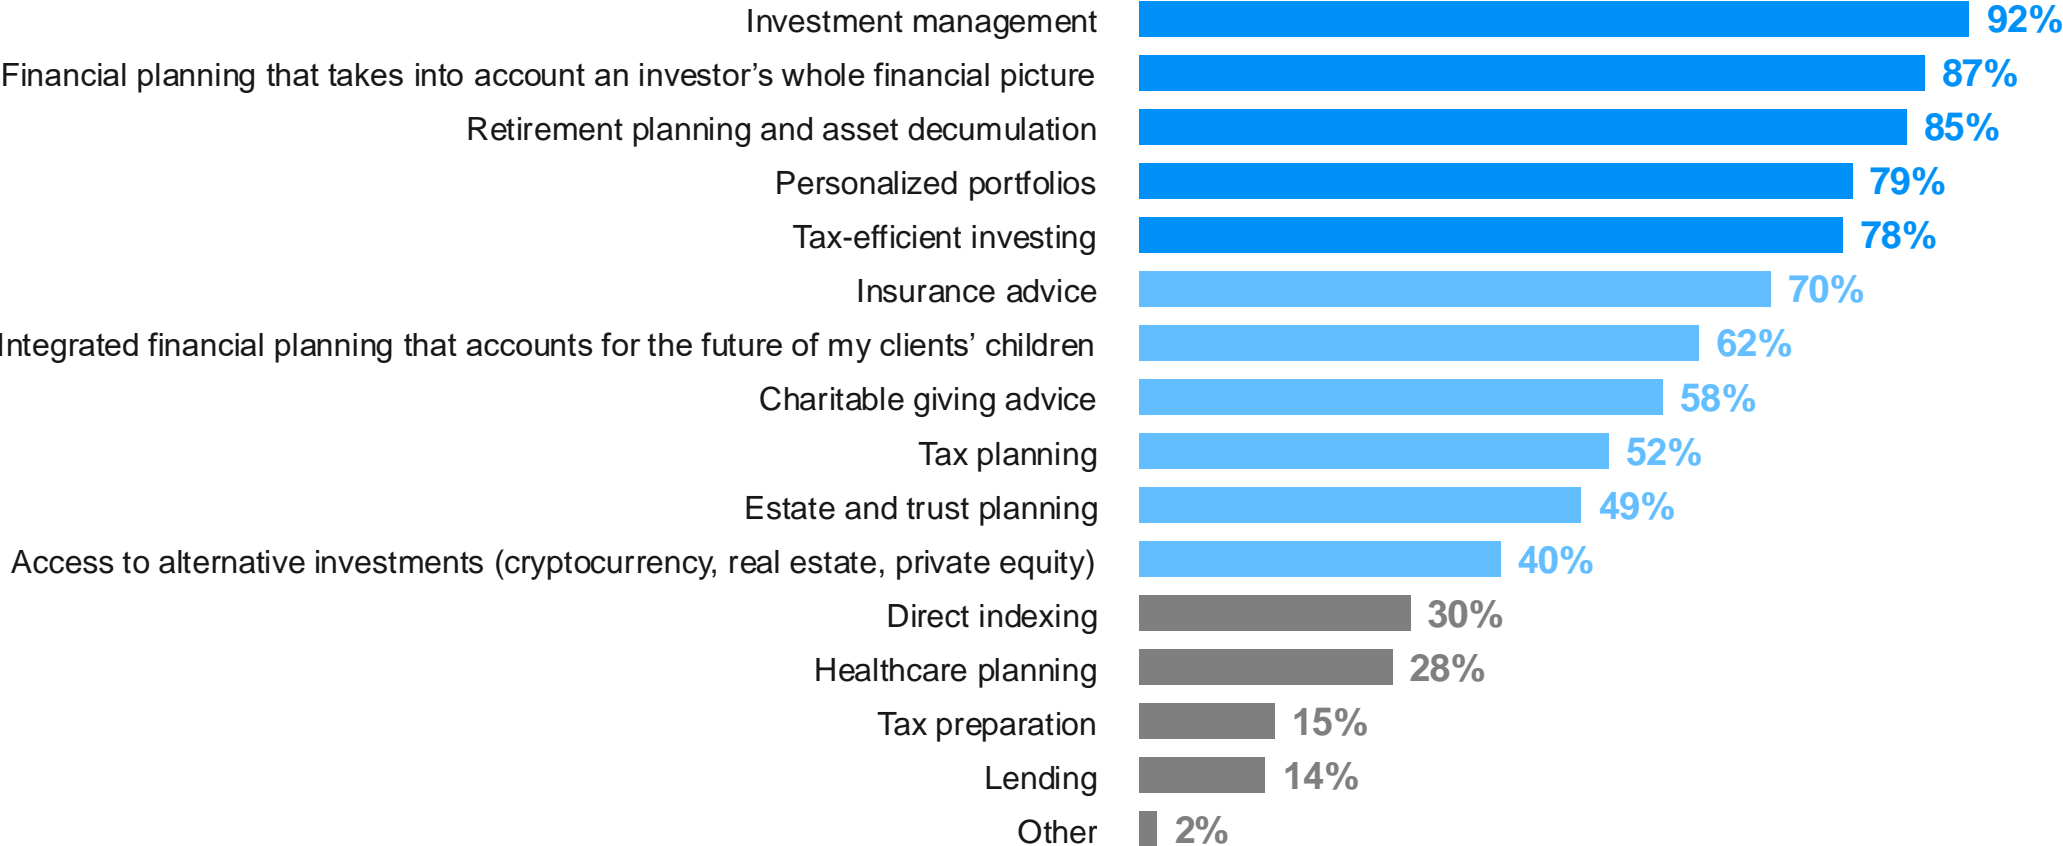 Investment management 92%
Financial planning that takes into account an investor’s whole financial picture 87%
Retirement planning and asset decumulation 85%
Personalized portfolios 79%
Tax-efficient investing 78%
Insurance advice 70%
Integrated financial planning that accounts for the future of my clients’ children 62%
Charitable giving advice 58%
Tax planning 52%
Estate and trust planning 49%
Access to alternative investments (cryptocurrency, real estate, private equity) 40%
Direct indexing 30%
Healthcare planning 28%
Tax preparation 15%
Lending 14%
Other 2%